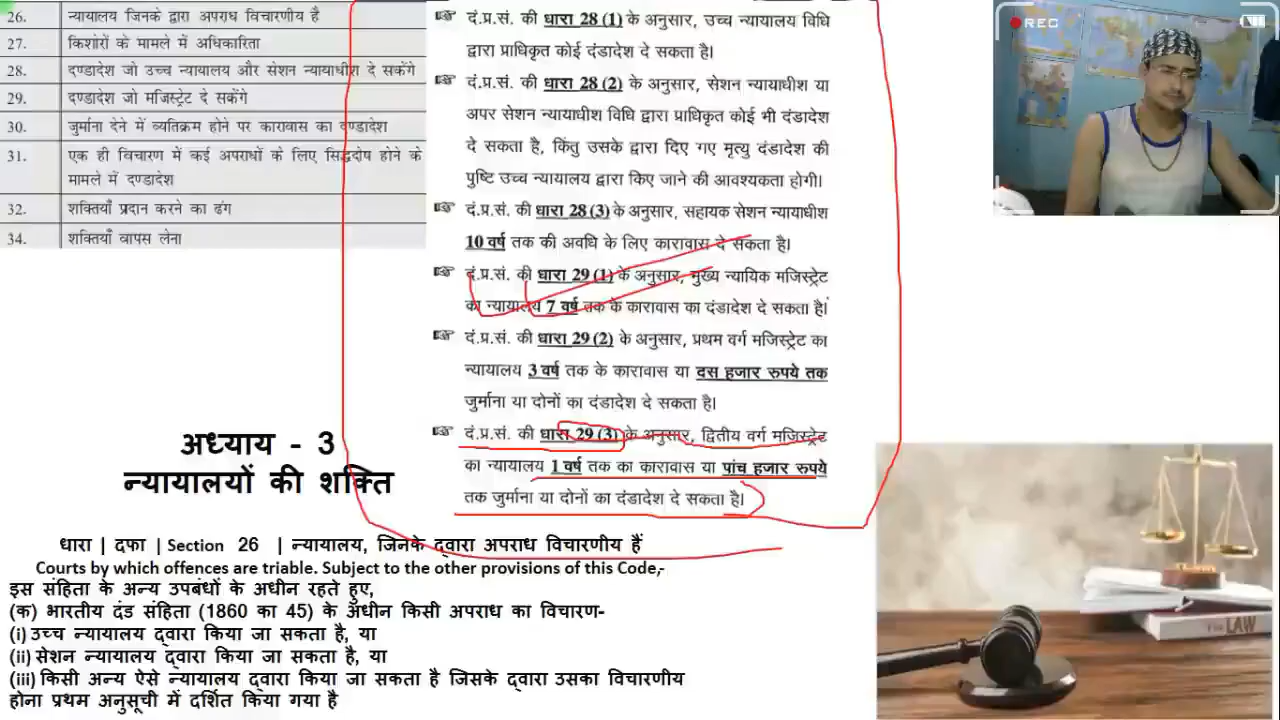 26. न्यायालय जिनके द्वारा अपराध विचारणीय है
27. किशोरों के मामले में अधिकारिता
28. दण्डादेश जो उच्च न्यायालय और सेशन न्यायाधीश दे सकेंगे
29. दण्डादेश जो मजिस्ट्रेट दे सकेंगे
30. जुर्माना देने में व्यतिक्रम होने पर कारावास का दण्डादेश
31. एक ही विचारण में कई अपराधों के लिए सिद्धदोष होने के
मामले में दण्डादेश
32. शक्तियाँ प्रदान करने का ढंग
34. शक्तियाँ वापस लेना
☞ दं.प्र.सं. की धारा 28 (1) के अनुसार, उच्च न्यायालय विधि
द्वारा प्राधिकृत कोई दंडादेश दे सकता है।
☞ दं.प्र.सं. की धारा 28 (2) के अनुसार, सेशन न्यायाधीश या
अपर सेशन न्यायाधीश विधि द्वारा प्राधिकृत कोई भी दंडादेश
दे सकता है, किंतु उसके द्वारा दिए गए मृत्यु दंडादेश की
पुष्टि उच्च न्यायालय द्वारा किए जाने की आवश्यकता होगी।
☞ दं.प्र.सं. की धारा 28 (3) के अनुसार, सहायक सेशन न्यायाधीश
10 वर्ष तक की अवधि के लिए कारावास दे सकता है।
☞ दं.प्र.सं. की धारा 29 (1) के अनुसार, मुख्य न्यायिक मजिस्ट्रेट
का न्यायालय 7 वर्ष तक के कारावास का दंडादेश दे सकता है।
☞ दं.प्र.सं. की धारा 29 (2) के अनुसार, प्रथम वर्ग मजिस्ट्रेट का
न्यायालय 3 वर्ष तक के कारावास या दस हजार रुपये तक
जुर्माना या दोनों का दंडादेश दे सकता है।
☞ दं.प्र.सं. की धारा 29 (3) के अनुसार, द्वितीय वर्ग मजिस्ट्रेट
का न्यायालय 1 वर्ष तक का कारावास या पांच हजार रुपये
तक जुर्माना या दोनों का दंडादेश दे सकता है।
REC
अध्याय - 3
न्यायालयों की शक्ति
धारा | दफा | Section 26 | न्यायालय, जिनके द्वारा अपराध विचारणीय हैं
Courts by which offences are triable. Subject to the other provisions of this Code,-
इस संहिता के अन्य उपबंधों के अधीन रहते हुए,
(क) भारतीय दंड संहिता (1860 का 45) के अधीन किसी अपराध का विचारण-
(i) उच्च न्यायालय द्वारा किया जा सकता है, या
(ii) सेशन न्यायालय द्वारा किया जा सकता है, या
(iii) किसी अन्य ऐसे न्यायालय द्वारा किया जा सकता है जिसके द्वारा उसका विचारणीय
होना प्रथम अनुसूची में दर्शित किया गया है
LAW